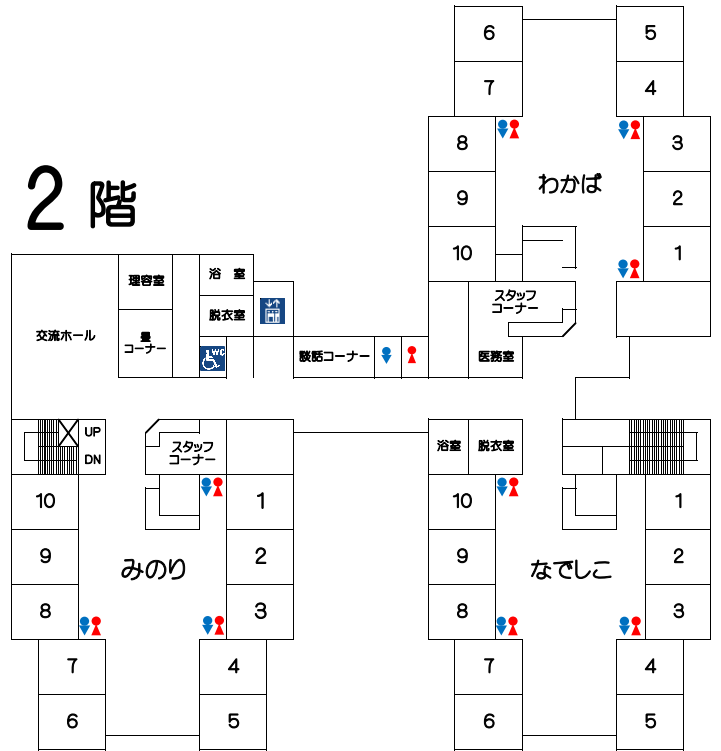 2 階
6
5
7
4
8
3
わかば
9
2
10
1
理容室
浴 室
スタッフ
コーナー
脱衣室
交流ホール
畳
コーナー
WC
談話コーナー
医務室
UP
DN
スタッフ
コーナー
浴室
脱衣室
10
1
10
1
9
みのり
2
9
なでしこ
2
8
3
8
3
7
4
7
4
6
5
6
5